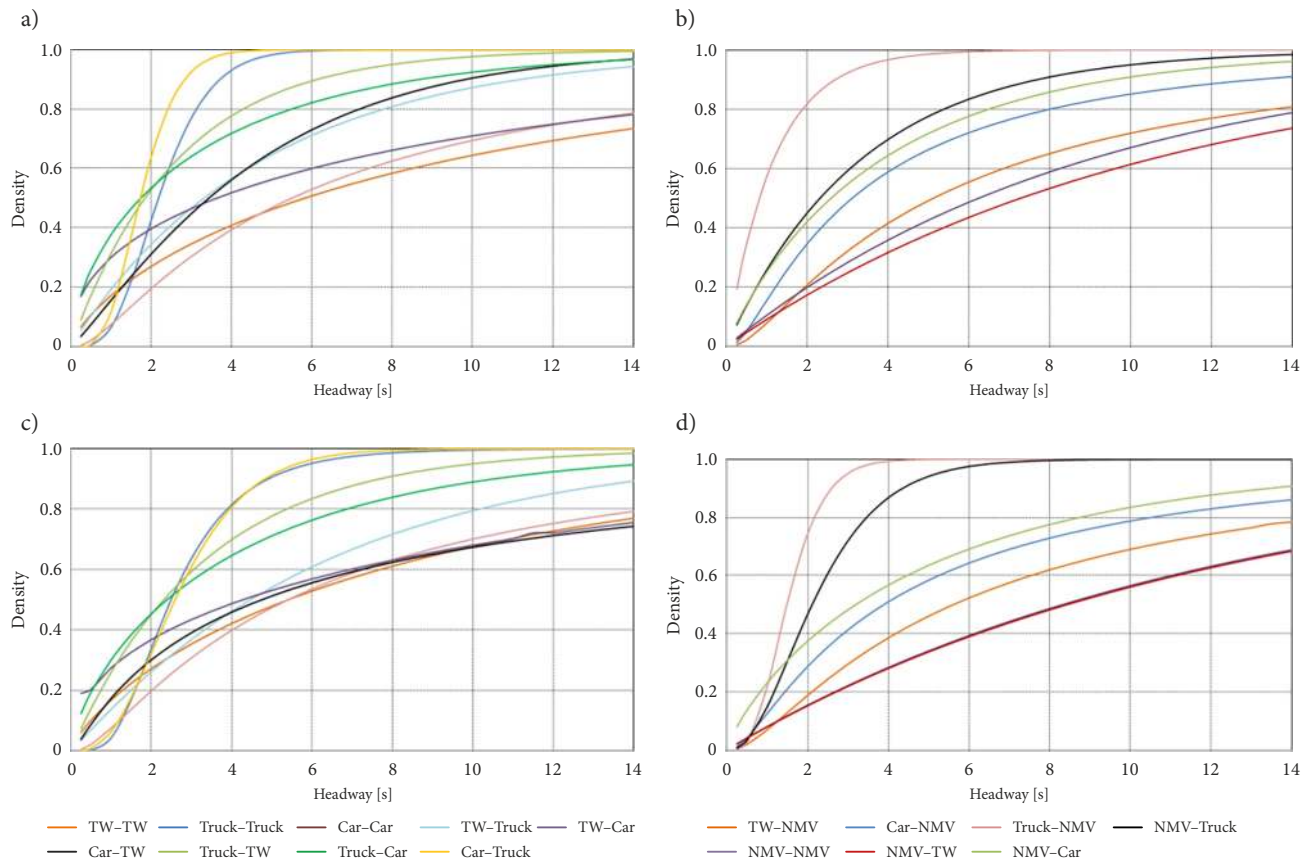 a)
b)
1.0
0.8
0.6
0.4
0.2
0
Density
0 2 4 6 8 10 12 14
Headway [s]
1.0
0.8
0.6
0.4
0.2
0
Density
0 2 4 6 8 10 12 14
Headway [s]
c)
d)
1.0
0.8
0.6
0.4
0.2
0
Density
0 2 4 6 8 10 12 14
Headway [s]
1.0
0.8
0.6
0.4
0.2
0
Density
0 2 4 6 8 10 12 14
Headway [s]
TW–TW Truck–Truck Car–Car TW–Truck TW–Car
Car–TW Truck–TW Truck–Car Car–Truck
TW–NMV Car–NMV Truck–NMV NMV–Truck
NMV–NMV NMV–TW NMV–Car